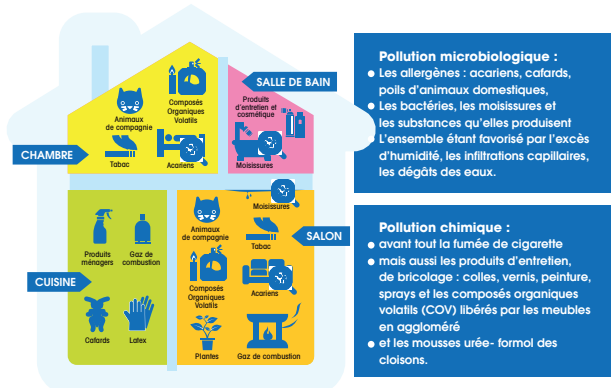 SALLE DE BAIN
Composés
Organiques
Volatils
Animaux
de compagnie
Tabac
Acariens
CHAMBRE
Produits
d'entretien et
cosmétique
Moisissures
Produits
ménagers
Gaz de
combustion
CUISINE
Cafards
Latex
Moisissures
Animaux
de compagnie
Tabac
SALON
Composés
Organiques
Volatils
Acariens
Plantes
Gaz de combustion
Pollution microbiologique :
● Les allergènes : acariens, cafards,
poils d'animaux domestiques,
● Les bactéries, les moisissures et
les substances qu'elles produisent
● L'ensemble étant favorisé par l'excès
d'humidité, les infiltrations capillaires,
les dégâts des eaux.
Pollution chimique :
● avant tout la fumée de cigarette
● mais aussi les produits d'entretien,
de bricolage : colles, vernis, peinture,
sprays et les composés organiques
volatils (COV) libérés par les meubles
en aggloméré
● et les mousses urée- formol des
cloisons.